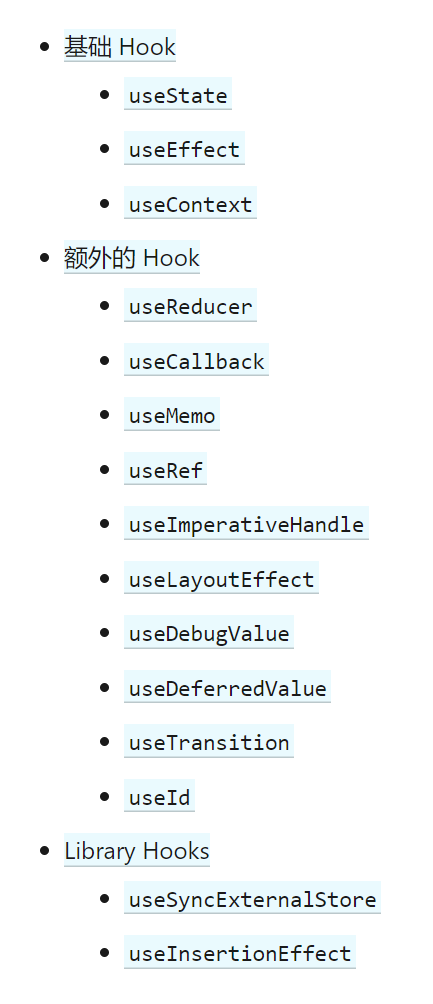 基础 Hook
useState
useEffect
useContext
额外的 Hook
useReducer
useCallback
useMemo
useRef
useImperativeHandle
useLayoutEffect
useDebugValue
useDeferredValue
useTransition
useId
Library Hooks
useSyncExternalStore
useInsertionEffect